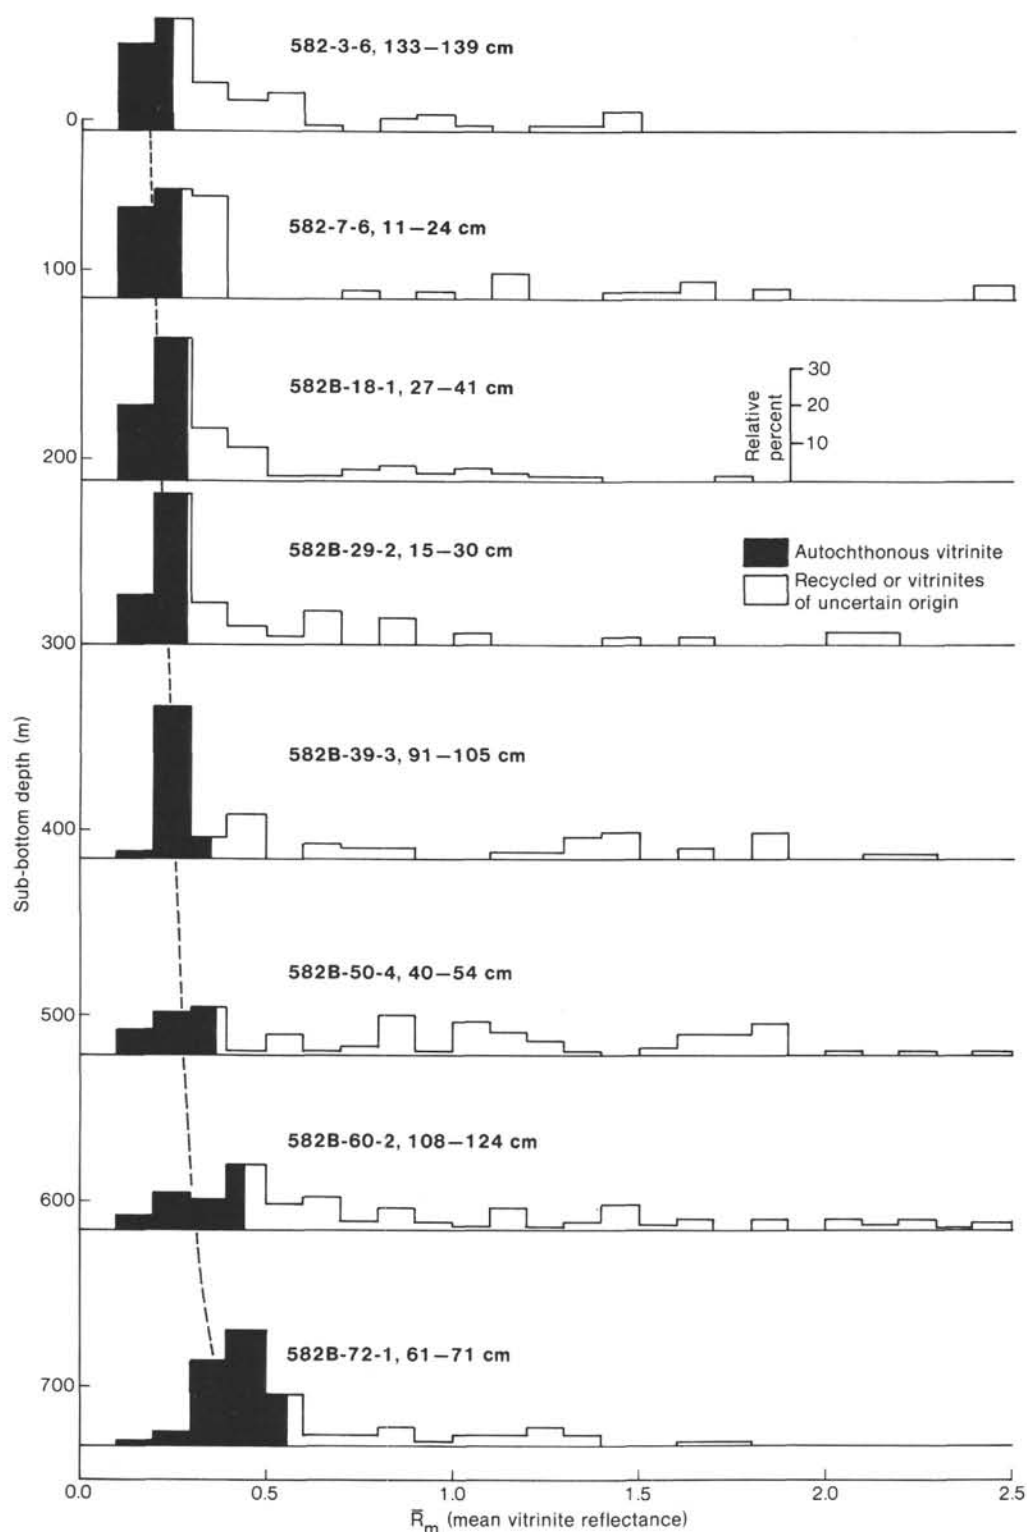 582-3-6, 133–139 cm
0
582-7-6, 11–24 cm
100
582B-18-1, 27–41 cm
30
20
10
Relative
percent
200
582B-29-2, 15–30 cm
Autochthonous vitrinite
Recycled or vitrinites
of uncertain origin
300
582B-39-3, 91–105 cm
Sub-bottom depth (m)
400
582B-50-4, 40–54 cm
500
582B-60-2, 108–124 cm
600
582B-72-1, 61–71 cm
700
0.0 0.5 1.0 1.5 2.0 2.5
R̅m (mean vitrinite reflectance)